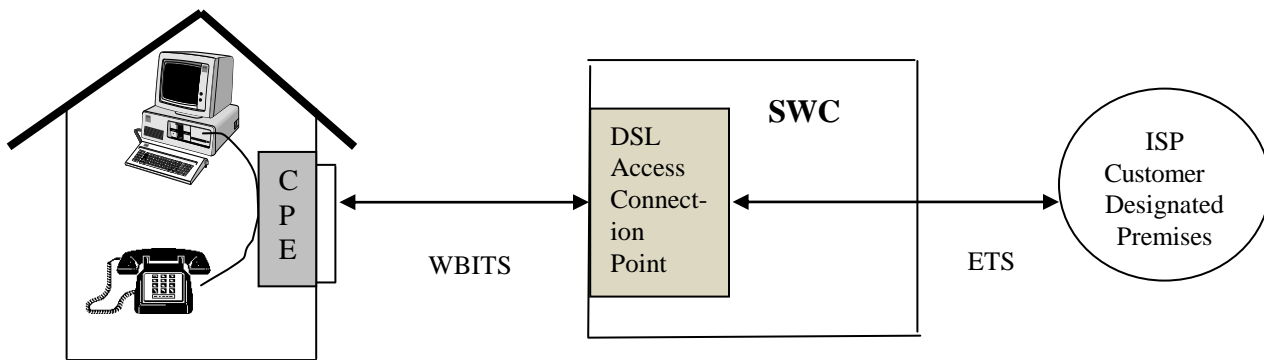 SWC
C
P
E
DSL
Access
Connect-
ion
Point
WBITS
ETS
ISP
Customer
Designated
Premises